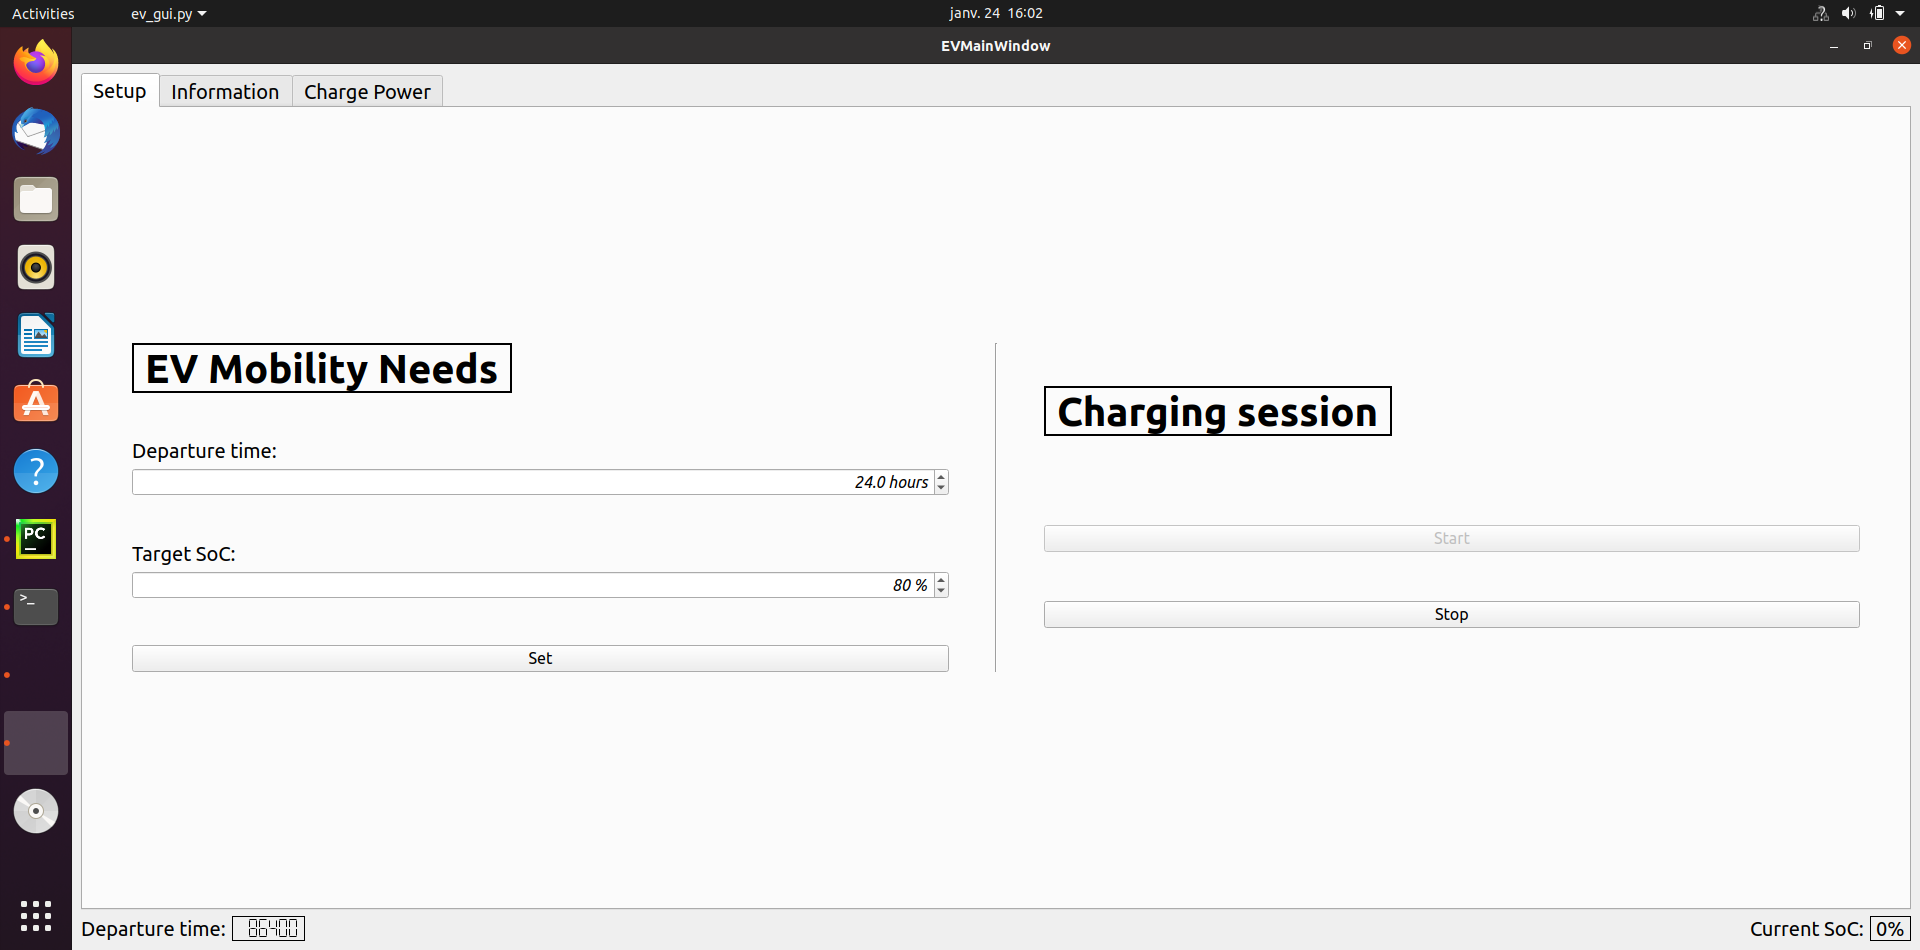 Activities
ev_gui.py
janv. 24 16:02
EVMainWindow
Setup
Information
Charge Power
EV Mobility Needs
Departure time:
24.0 hours
Target SoC:
80 %
Set
Charging session
Start
Stop
PC
>_
Departure time: 86400
Current SoC: 0%